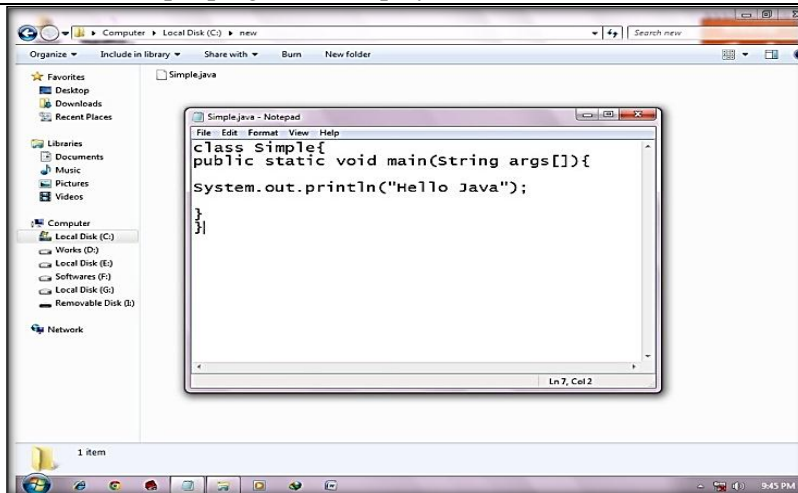 Computer ▸ Local Disk (C:) ▸ new
Search new
Organize
Include in library
Share with
Burn
New folder
Favorites
Desktop
Downloads
Recent Places
Libraries
Documents
Music
Pictures
Videos
Computer
Local Disk (C:)
Works (D:)
Local Disk (E:)
Softwares (F:)
Local Disk (G:)
Removable Disk (I:)
Network
Simple.java
Simple.java - Notepad
File Edit Format View Help
class Simple{
public static void main(String args[]){
System.out.println("Hello Java");
}
}
Ln 7, Col 2
1 item
9:45 PM